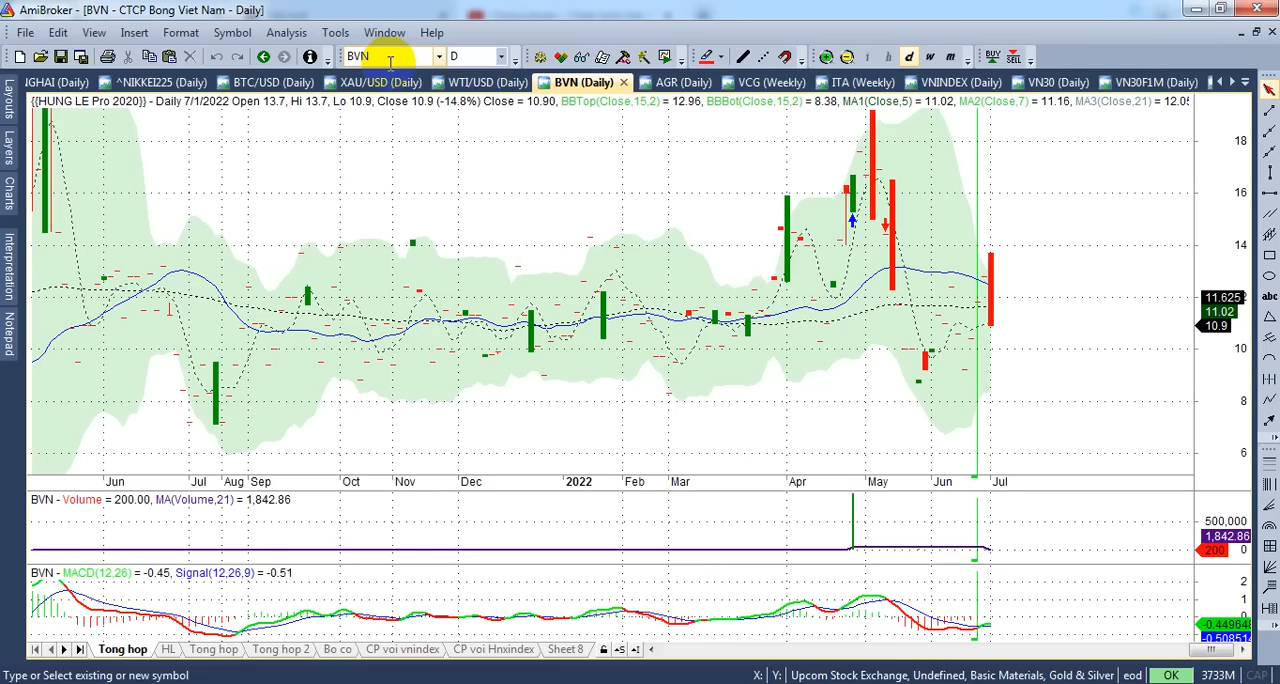 AmiBroker - [BVN - CTCP Bong Viet Nam - Daily]
File Edit View Insert Format Symbol Analysis Tools Window Help
BVN D d w m BUY SELL
GHAI (Daily) ^NIKKEI225 (Daily) BTC/USD (Daily) XAU/USD (Daily) WTI/USD (Daily) BVN (Daily) AGR (Daily) VCG (Weekly) ITA (Weekly) VNINDEX (Daily) VN30 (Daily) VN30F1M (Daily)
Layouts
Layers
Charts
Interpretation
Notepad
{{HUNG LE Pro 2020}} - Daily 7/1/2022 Open 13.7, Hi 13.7, Lo 10.9, Close 10.9 (-14.8%) Close = 10.90, BBTop(Close,15,2) = 12.96, BBBot(Close,15,2) = 8.38, MA1(Close,5) = 11.02, MA2(Close,7) = 11.16, MA3(Close,21) = 12.05
18
16
14
11.625
11.02
10.9
10
8
6
abc
Jun Jul Aug Sep Oct Nov Dec 2022 Feb Mar Apr May Jun Jul
BVN - Volume = 200.00, MA(Volume,21) = 1,842.86
500,000
1,842.86
200 0
BVN - MACD(12,26) = -0.45, Signal(12,26,9) = -0.51
2
1
-0.449648
-0.508514
Tong hop HL Tong hop Tong hop 2 Bo co CP voi vnindex CP voi Hnxindex Sheet 8
Type or Select existing or new symbol X: Y: Upcom Stock Exchange, Undefined, Basic Materials, Gold & Silver eod OK 3733M CAP